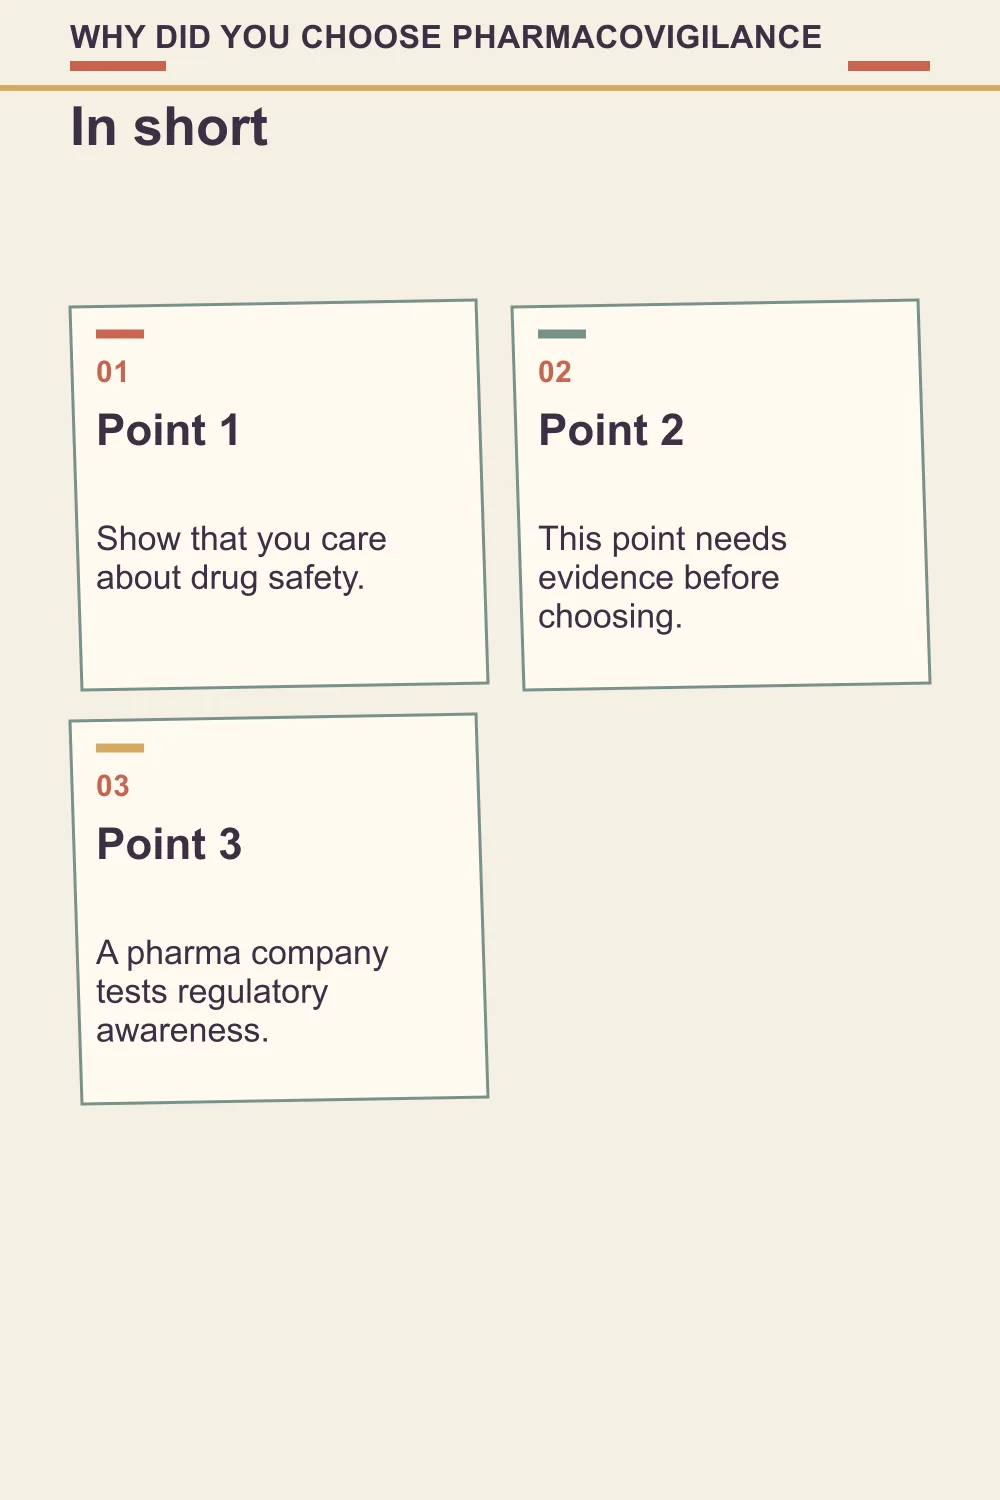 WHY DID YOU CHOOSE PHARMACOVIGILANCE
In short
01
Point 1
Show that you care
about drug safety.
02
Point 2
This point needs
evidence before
choosing.
03
Point 3
A pharma company
tests regulatory
awareness.